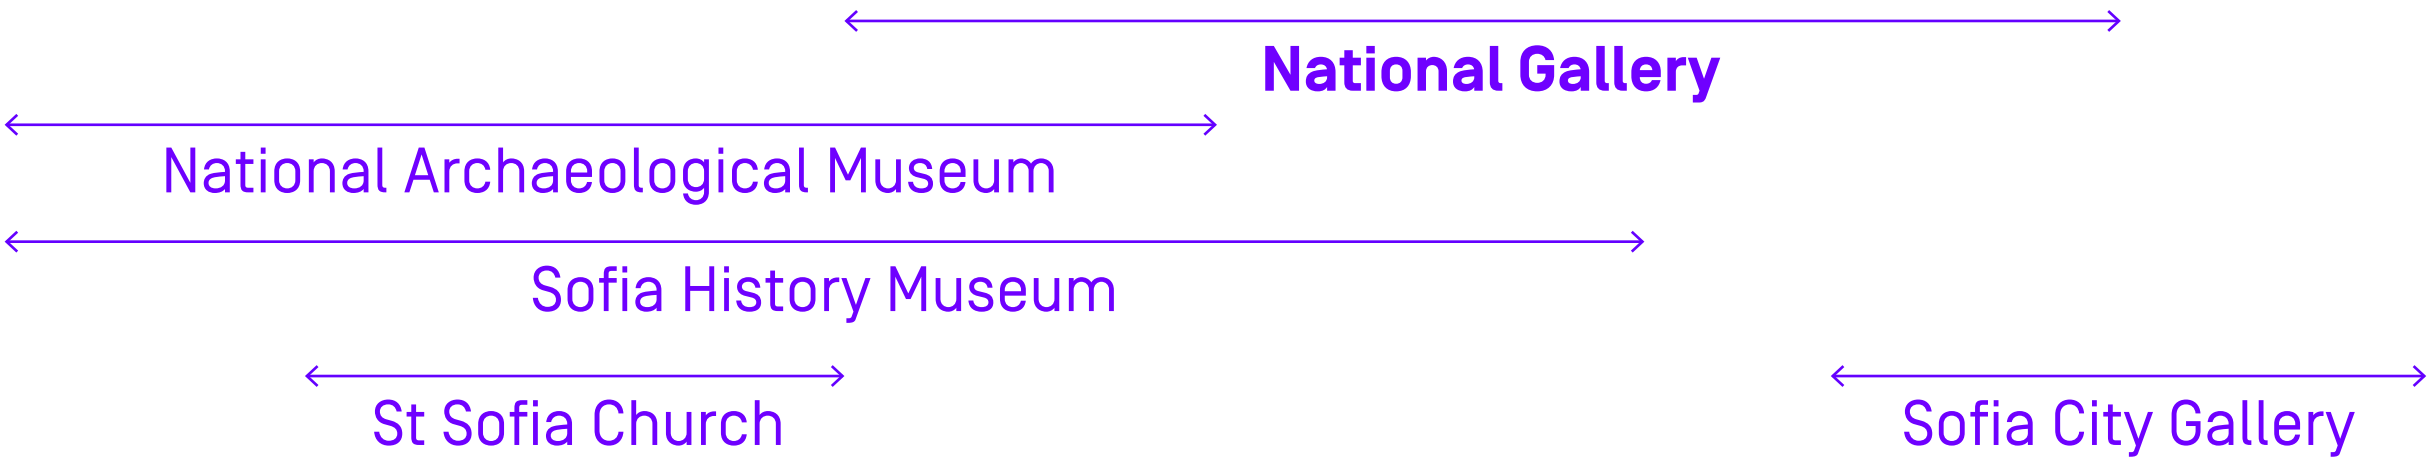 National Gallery
National Archaeological Museum
Sofia History Museum
St Sofia Church
Sofia City Gallery